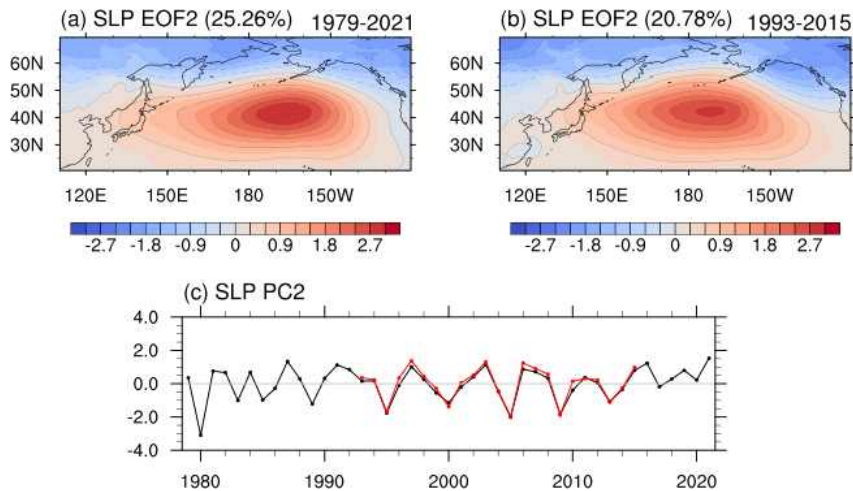 (a) SLP EOF2 (25.26%) 1979-2021
(b) SLP EOF2 (20.78%) 1993-2015
60N
50N
40N
30N
120E 150E 180 150W
60N
50N
40N
30N
120E 150E 180 150W
-2.7 -1.8 -0.9 0 0.9 1.8 2.7
-2.7 -1.8 -0.9 0 0.9 1.8 2.7
(c) SLP PC2
4.0
2.0
0.0
-2.0
-4.0
1980 1990 2000 2010 2020